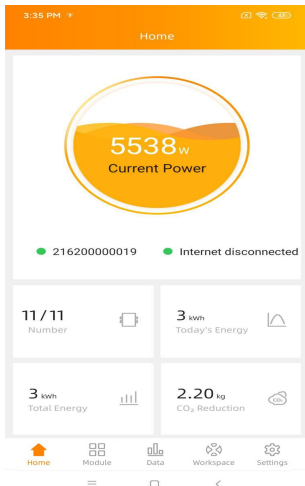 3:35 PM
Home
5538W
Current Power
216200000019
Internet disconnected
11/11
Number
3 kWh
Today's Energy
3 kWh
Total Energy
2.20 kg
CO₂ Reduction
CO₂
Home
Module
Data
Workspace
Settings